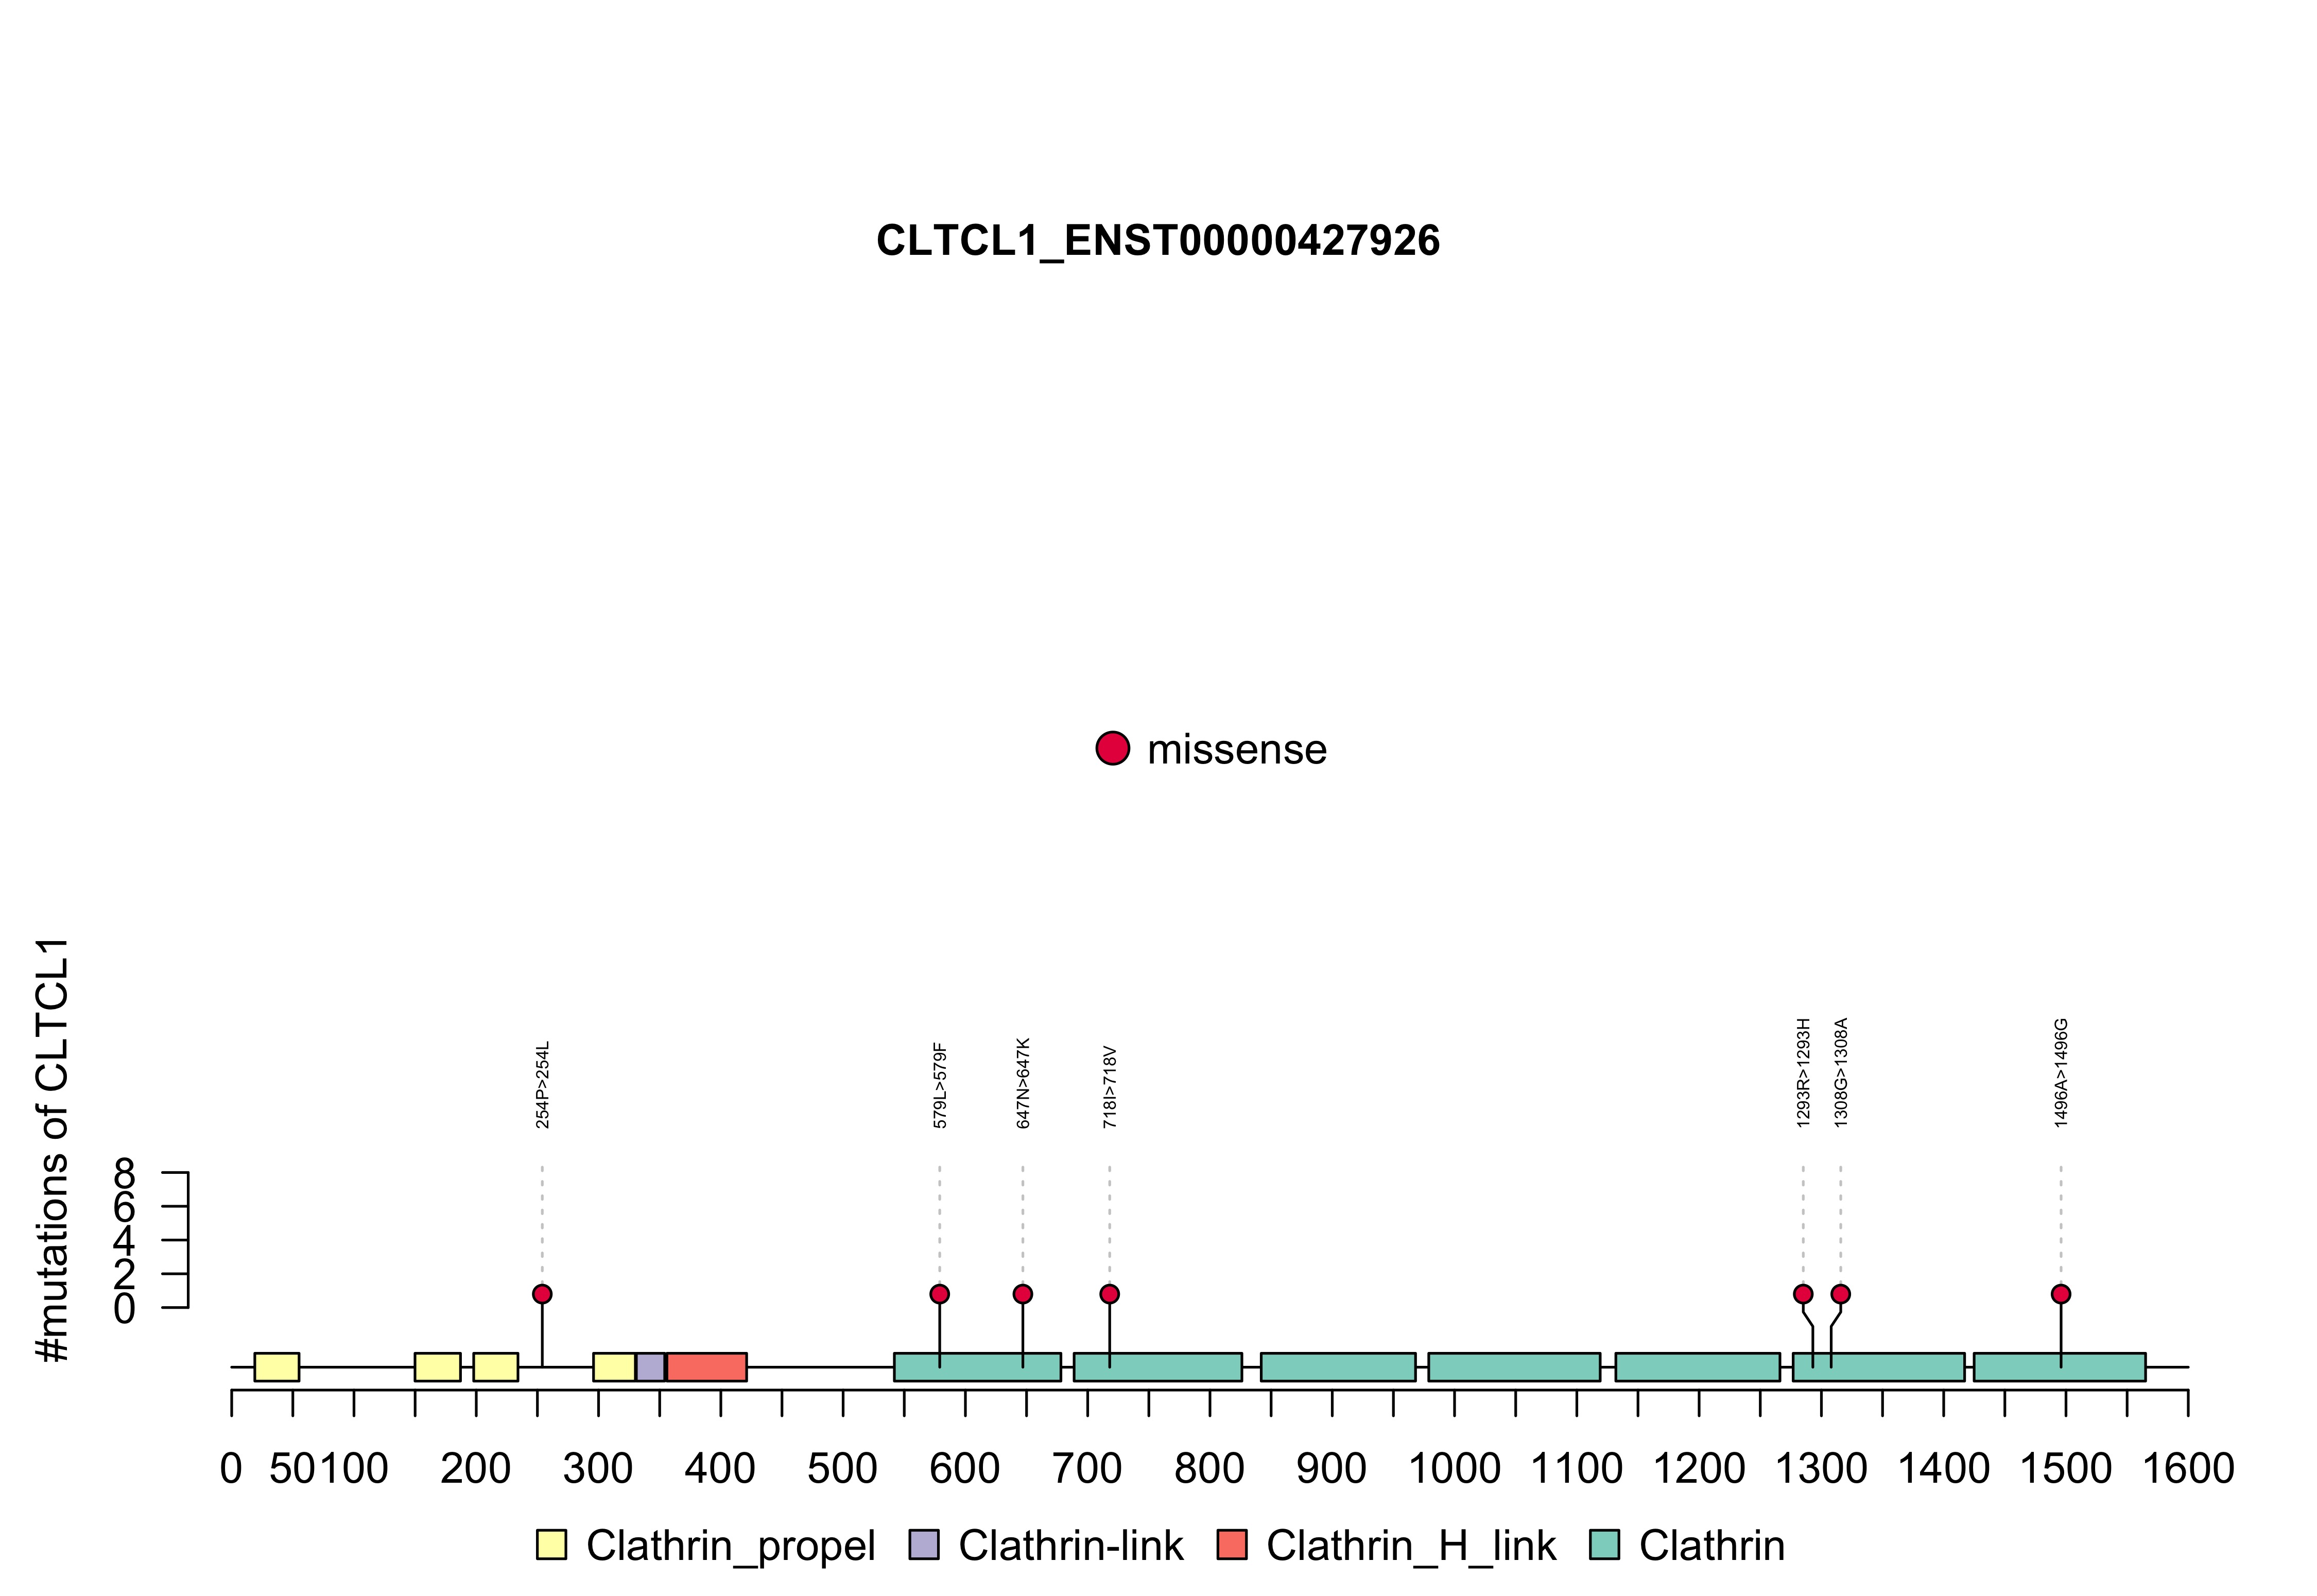 CLTCL1_ENST00000427926
missense
#mutations of CLTCL1
254P>254L
579L>579F
647N>647K
718I>718V
1293R>1293H
1308G>1308A
1496A>1496G
8
6
4
2
0
0 50 100 200 300 400 500 600 700 800 900 1000 1100 1200 1300 1400 1500 1600
Clathrin_propel Clathrin-link Clathrin_H_link Clathrin